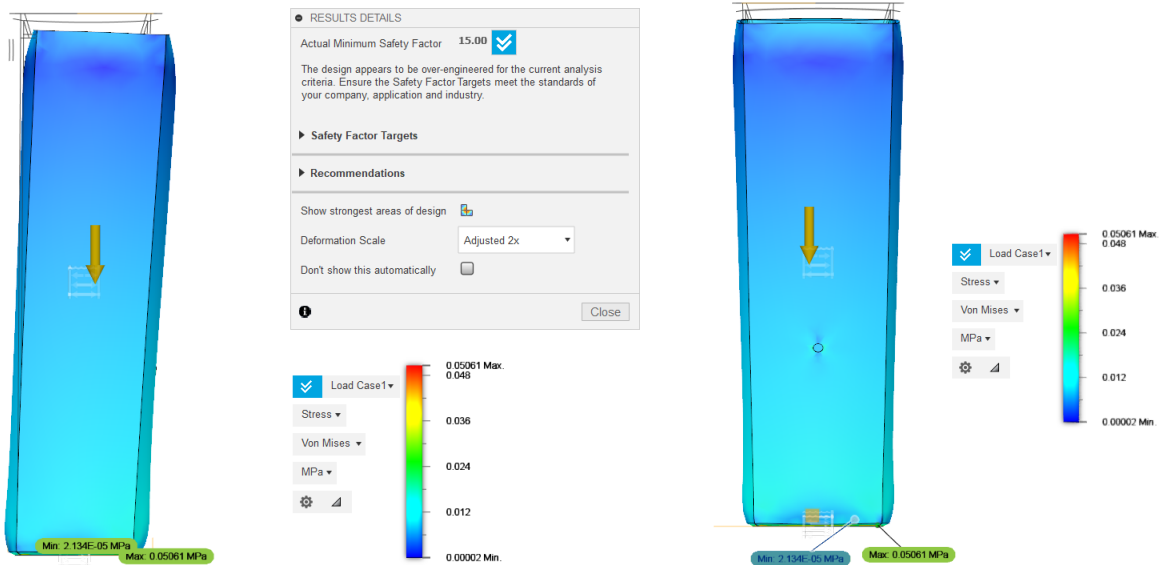 RESULTS DETAILS
Actual Minimum Safety Factor 15.00
The design appears to be over-engineered for the current analysis
criteria. Ensure the Safety Factor Targets meet the standards of
your company, application and industry.
Safety Factor Targets
Recommendations
Show strongest areas of design
Deformation Scale Adjusted 2x
Don't show this automatically
Close
Load Case1
Stress
Von Mises
MPa
0.05061 Max.
0.048
0.036
0.024
0.012
0.00002 Min.
Min: 2.134E-05 MPa
Max: 0.05061 MPa
Load Case1
Stress
Von Mises
MPa
0.05061 Max.
0.048
0.036
0.024
0.012
0.00002 Min.
Min: 2.134E-05 MPa
Max: 0.05061 MPa